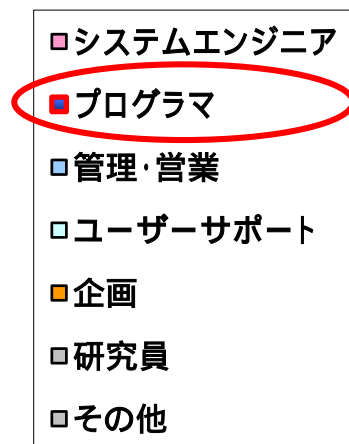 システムエンジニア
プログラマ
管理・営業
ユーザーサポート
企画
研究員
その他